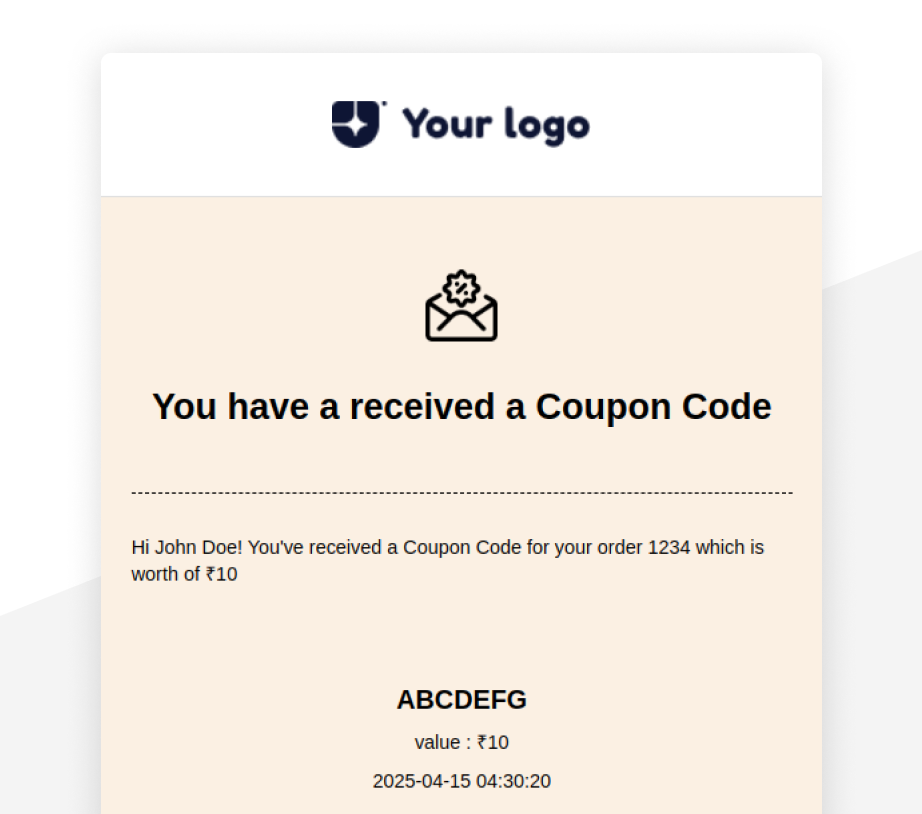 Your logo
You have a received a Coupon Code
Hi John Doe! You've received a Coupon Code for your order 1234 which is
worth of ₹10
ABCDEFG
value : ₹10
2025-04-15 04:30:20